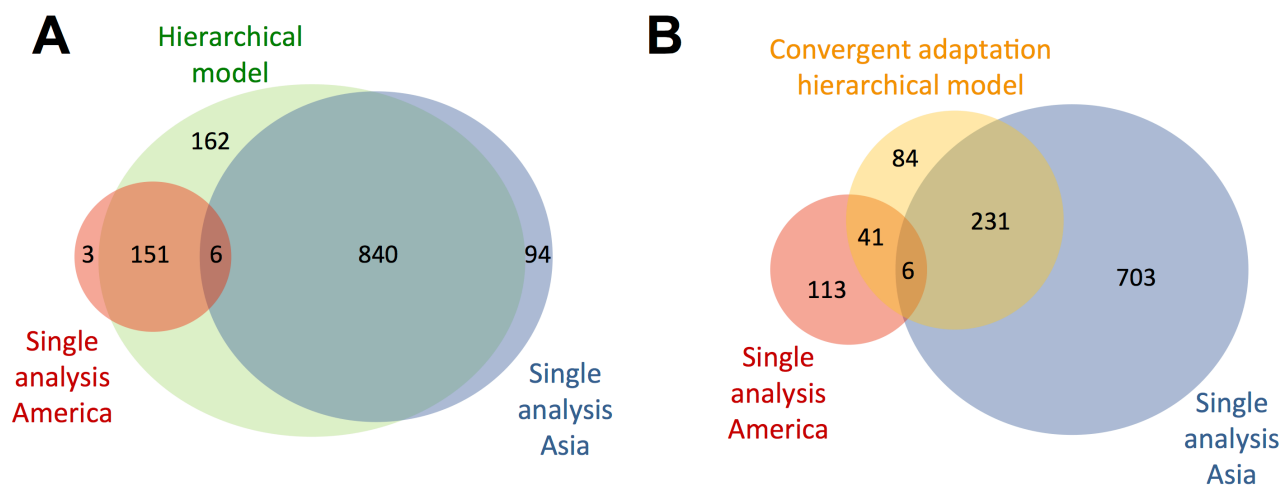 A
Hierarchical
model
162
3
151
6
840
94
Single
analysis
America
Single
analysis
Asia
B
Convergent adaptation
hierarchical model
84
231
41
6
113
703
Single
analysis
America
Single
analysis
Asia